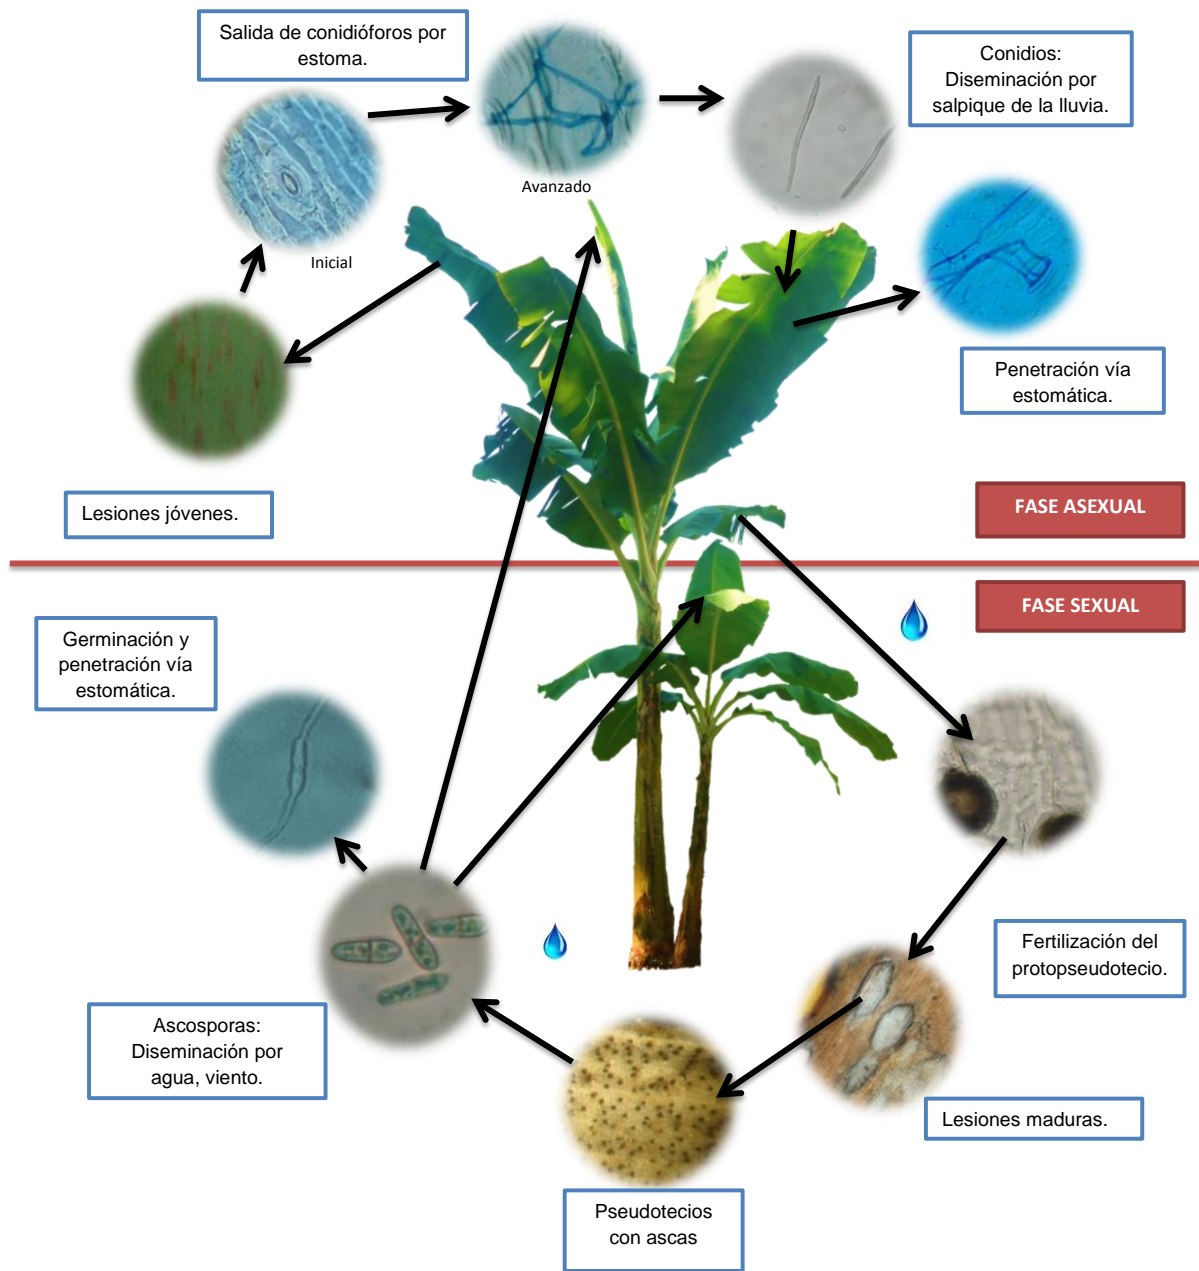 Salida de conidióforos por
estoma.
Conidios:
Diseminación por
salpique de la lluvia.
Avanzado
Inicial
Penetración vía
estomática.
Lesiones jóvenes.
FASE ASEXUAL
FASE SEXUAL
Germinación y
penetración vía
estomática.
Fertilización del
protopseudotecio.
Ascosporas:
Diseminación por
agua, viento.
Lesiones maduras.
Pseudotecios
con ascas